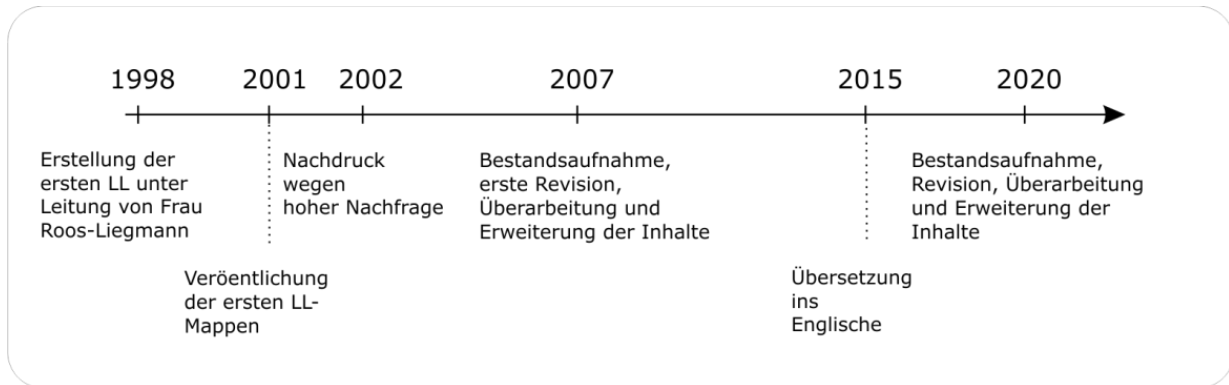 1998
2001
2002
2007
2015
2020
Erstellung der
ersten LL unter
Leitung von Frau
Roos-Liegmann
Nachdruck
wegen
hoher Nachfrage
Bestandsaufnahme,
erste Revision,
Überarbeitung und
Erweiterung der Inhalte
Bestandsaufnahme,
Revision, Überarbeitung
und Erweiterung der
Inhalte
Veröentlichung
der ersten LL-
Mappen
Übersetzung
ins
Englische